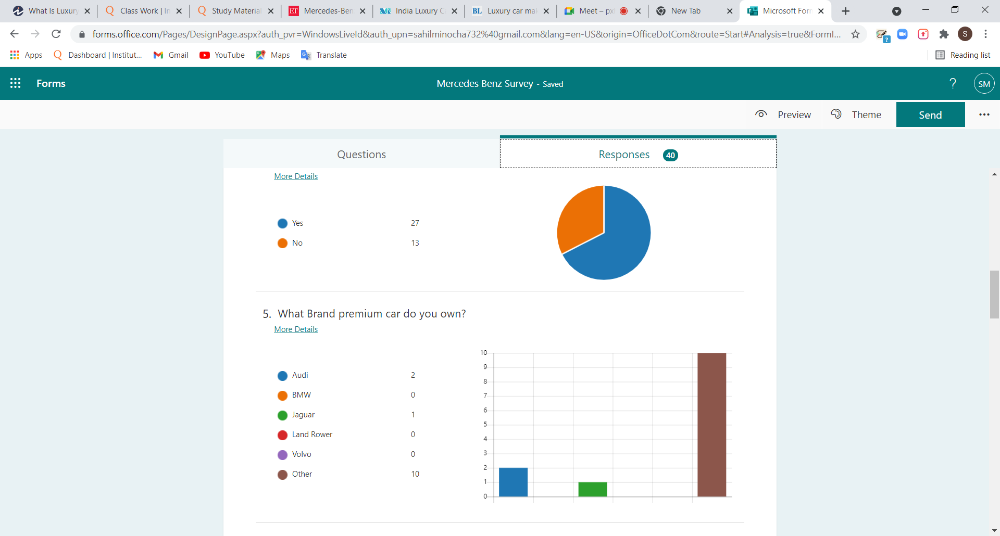 What Is Luxury
Class Work | In
Study Material
ET Mercedes-Ben
India Luxury C
BL Luxury car mak
Meet – px
New Tab
Microsoft For
forms.office.com/Pages/DesignPage.aspx?auth_pvr=WindowsLiveId&auth_upn=sahilminocha732%40gmail.com&lang=en-US&origin=OfficeDotCom&route=Start#Analysis=true&FormI...
?
S
Apps
Dashboard | Institut...
Gmail
YouTube
Maps
Translate
Reading list
Forms
Mercedes Benz Survey - Saved
?
SM
Preview
Theme
Send
Questions
Responses 40
More Details
Yes 27
No 13
5. What Brand premium car do you own?
More Details
Audi 2
BMW 0
Jaguar 1
Land Rower 0
Volvo 0
Other 10
10
9
8
7
6
5
4
3
2
1
0